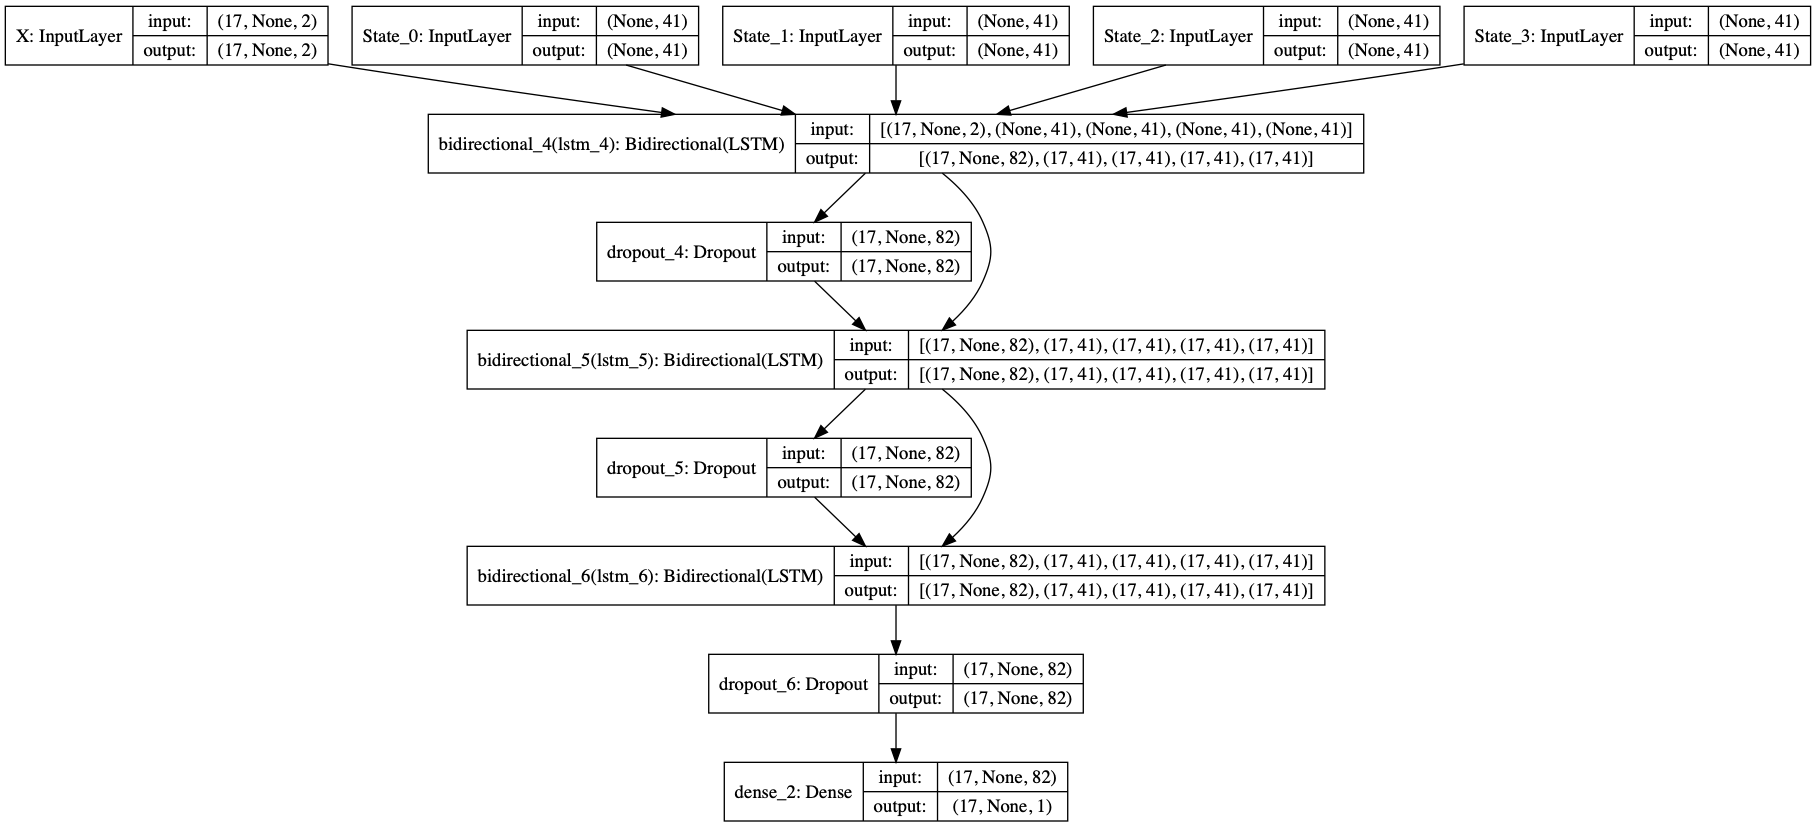 X: InputLayer
input: (17, None, 2)
output: (17, None, 2)
State_0: InputLayer
input: (None, 41)
output: (None, 41)
State_1: InputLayer
input: (None, 41)
output: (None, 41)
State_2: InputLayer
input: (None, 41)
output: (None, 41)
State_3: InputLayer
input: (None, 41)
output: (None, 41)
bidirectional_4(lstm_4): Bidirectional(LSTM)
input: [(17, None, 2), (None, 41), (None, 41), (None, 41), (None, 41)]
output: [(17, None, 82), (17, 41), (17, 41), (17, 41), (17, 41)]
dropout_4: Dropout
input: (17, None, 82)
output: (17, None, 82)
bidirectional_5(lstm_5): Bidirectional(LSTM)
input: [(17, None, 82), (17, 41), (17, 41), (17, 41), (17, 41)]
output: [(17, None, 82), (17, 41), (17, 41), (17, 41), (17, 41)]
dropout_5: Dropout
input: (17, None, 82)
output: (17, None, 82)
bidirectional_6(lstm_6): Bidirectional(LSTM)
input: [(17, None, 82), (17, 41), (17, 41), (17, 41), (17, 41)]
output: [(17, None, 82), (17, 41), (17, 41), (17, 41), (17, 41)]
dropout_6: Dropout
input: (17, None, 82)
output: (17, None, 82)
dense_2: Dense
input: (17, None, 82)
output: (17, None, 1)